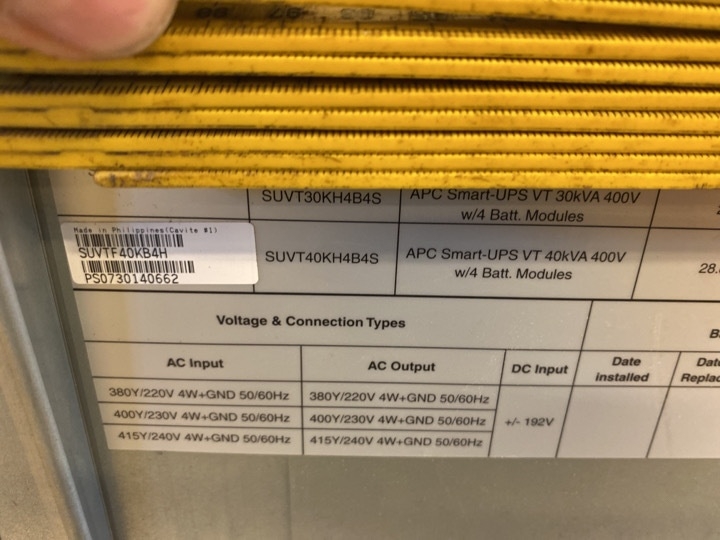 SUVT30KH4B4S
APC Smart-UPS VT 30kVA 400V
w/4 Batt. Modules
Made in Philippines(Cavite #1)
SUVTF40KB4H
PS0730140662
SUVT40KH4B4S
APC Smart-UPS VT 40kVA 400V
w/4 Batt. Modules
28.
Voltage & Connection Types
B
AC Input
AC Output
DC Input
Date
installed
Dat
Replac
380Y/220V 4W+GND 50/60Hz
380Y/220V 4W+GND 50/60Hz
400Y/230V 4W+GND 50/60Hz
400Y/230V 4W+GND 50/60Hz
+/- 192V
415Y/240V 4W+GND 50/60Hz
415Y/240V 4W+GND 50/60Hz